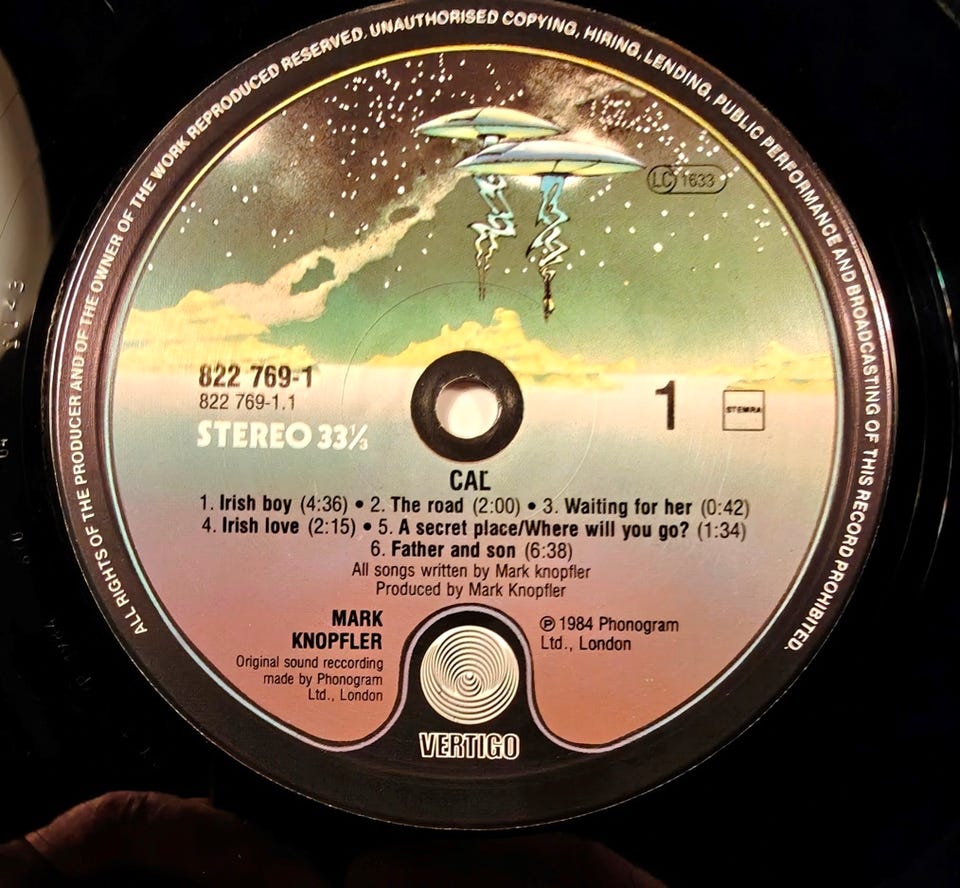 ALL RIGHTS OF THE PRODUCER AND OF THE OWNER OF THE WORK REPRODUCED RESERVED. UNAUTHORISED COPYING, HIRING, LENDING, PUBLIC PERFORMANCE AND BROADCASTING OF THIS RECORD PROHIBITED.
LC 1633
822 769-1
822 769-1.1
STEREO 33⅓
1
STEMRA
CAL
1. Irish boy (4:36) • 2. The road (2:00) • 3. Waiting for her (0:42)
4. Irish love (2:15) • 5. A secret place/Where will you go? (1:34)
6. Father and son (6:38)
All songs written by Mark knopfler
Produced by Mark Knopfler
MARK
KNOPFLER
Original sound reccording
made by Phonogram
Ltd., London
℗ 1984 Phonogram
Ltd., London
VERTIGO